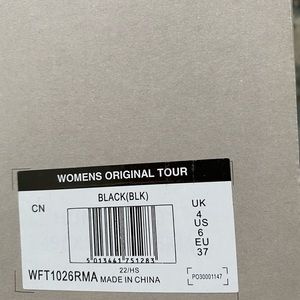 WOMENS ORIGINAL TOUR
CN
BLACK(BLK)
5 013441 751283
22/HS
WFT1026RMA MADE IN CHINA
UK
4
US
6
EU
37
PO30001147